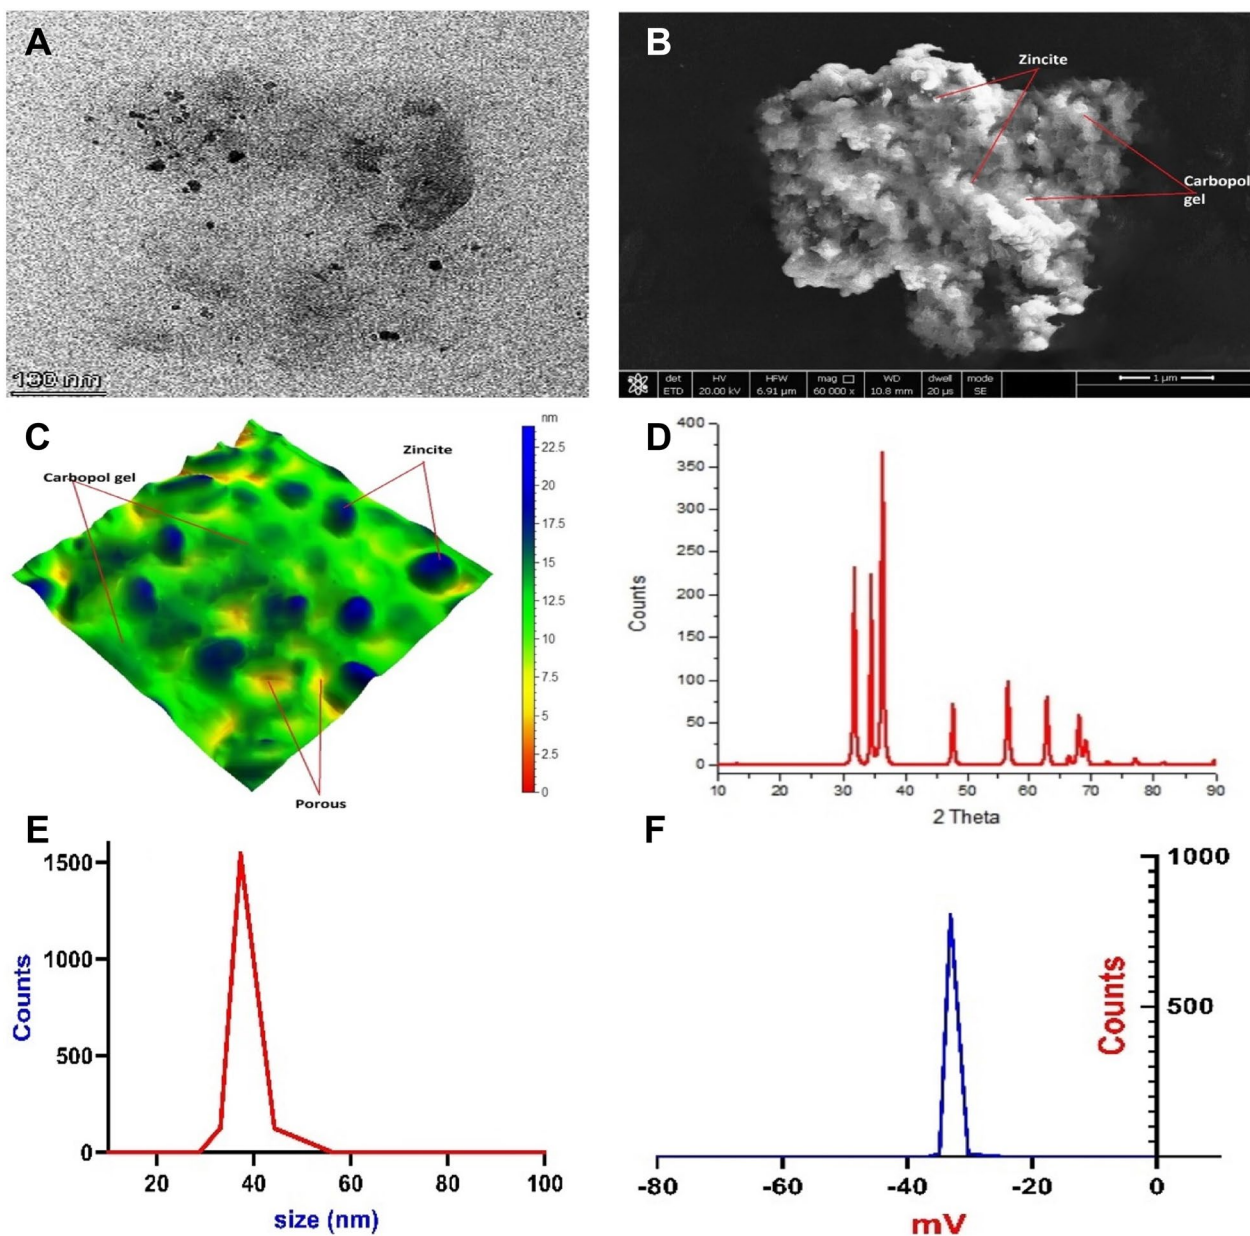 A
B
Zincite
Carbopol
gel
100 nm
det
ETD
HV
20.00 kV
HFW
6.91 µm
mag
60 000 x
WD
10.8 mm
dwell
20 µs
mode
SE
1 µm
C
Carbopol gel
Zincite
Porous
nm
22.5
20
17.5
15
12.5
10
7.5
5
2.5
0
D
Counts
400
350
300
250
200
150
100
50
0
10 20 30 40 50 60 70 80 90
2 Theta
E
Counts
1500
1000
500
0
20 40 60 80 100
size (nm)
F
1000
500
Counts
-80 -60 -40 -20 0
mV